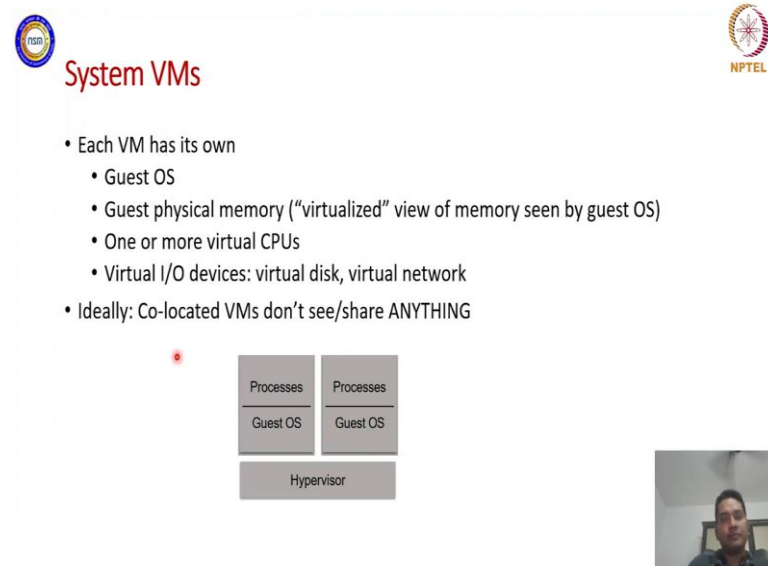 nsm
NPTEL
System VMs
• Each VM has its own
• Guest OS
• Guest physical memory (“virtualized” view of memory seen by guest OS)
• One or more virtual CPUs
• Virtual I/O devices: virtual disk, virtual network
• Ideally: Co-located VMs don’t see/share ANYTHING
Processes Processes
Guest OS Guest OS
Hypervisor